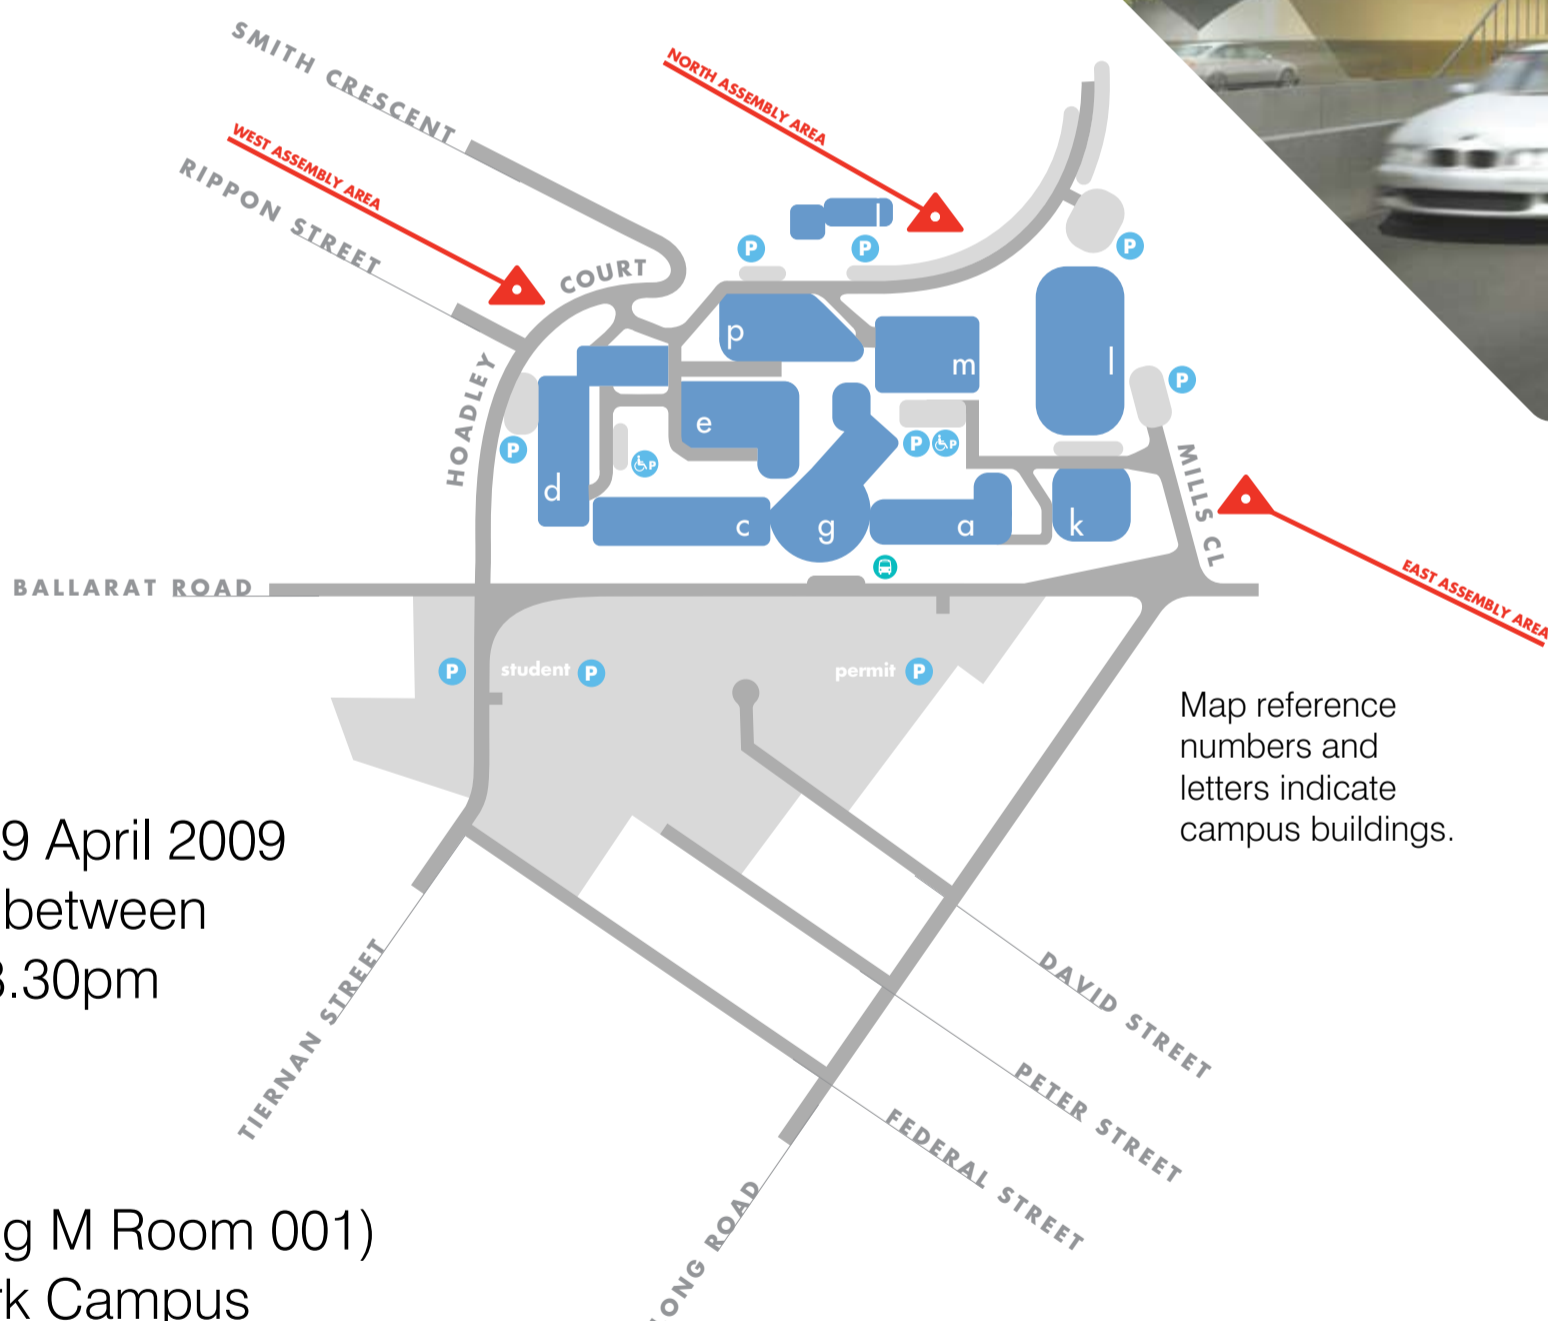 SMITH CRESCENT
NORTH ASSEMBLY AREA
WEST ASSEMBLY AREA
RIPPON STREET
HOADLEY COURT
l
P
P
P
p
m
l
P
e
P
P
P
d
P
c
g
a
k
MILLS CL
EAST ASSEMBLY AREA
BALLARAT ROAD
P
student P
permit P
Map reference
numbers and
letters indicate
campus buildings.
9 April 2009
between
3.30pm
TIERNAN STREET
DAVID STREET
PETER STREET
FEDERAL STREET
ONG ROAD
g M Room 001)
rk Campus